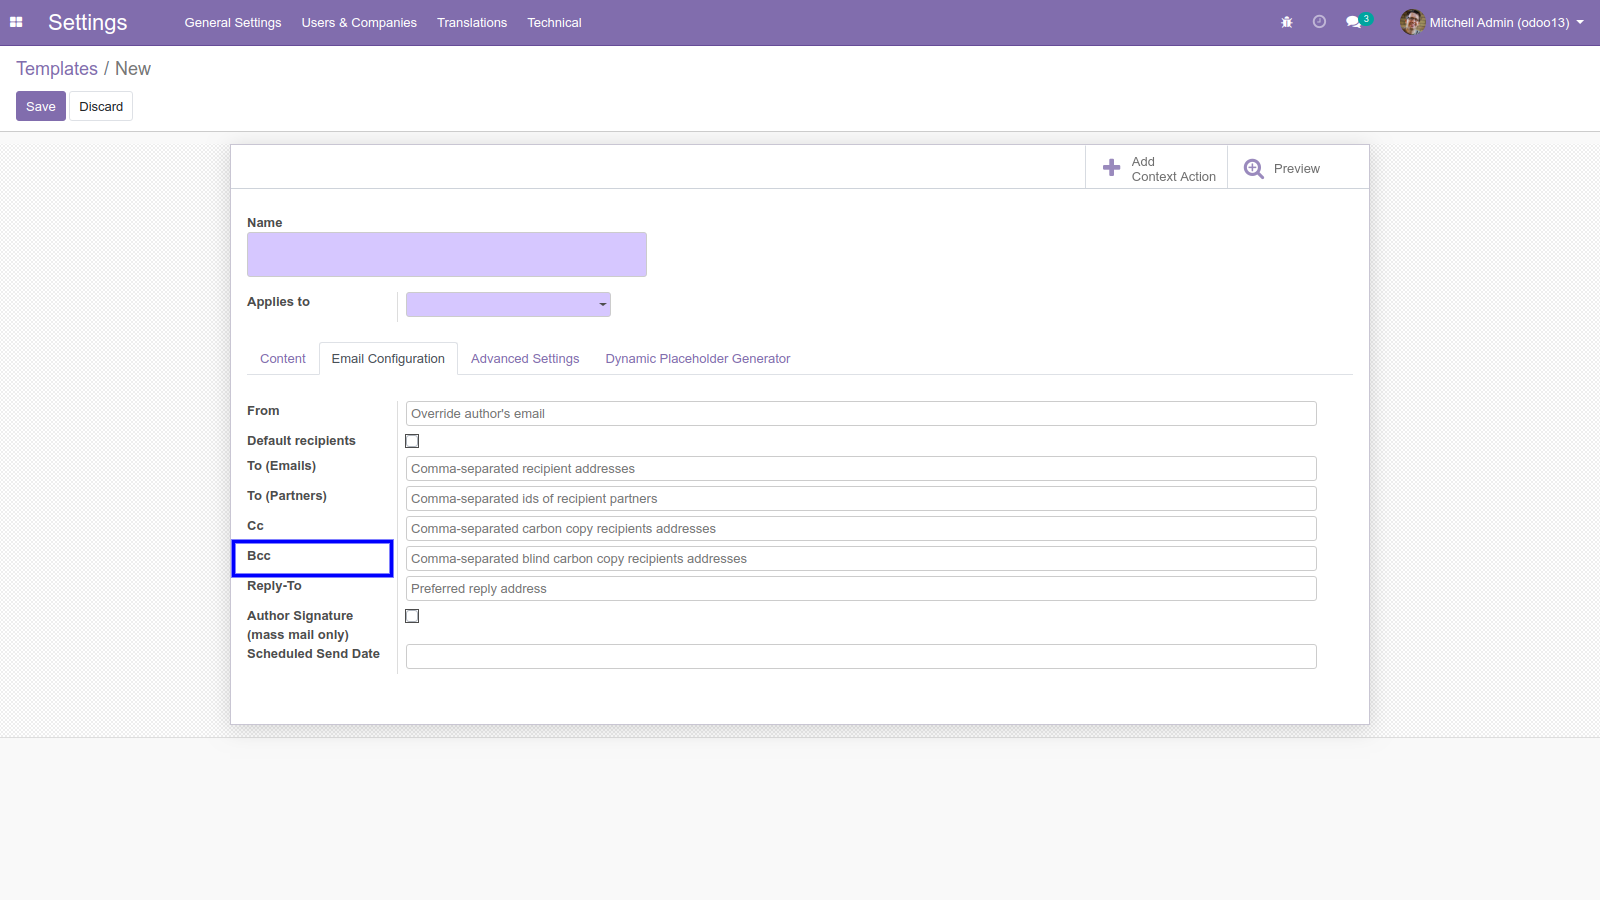 Settings General Settings Users & Companies Translations Technical 3 Mitchell Admin (odoo13)
Templates / New
Save Discard
Add
Context Action
Preview
Name
Applies to
Content Email Configuration Advanced Settings Dynamic Placeholder Generator
From Override author's email
Default recipients
To (Emails) Comma-separated recipient addresses
To (Partners) Comma-separated ids of recipient partners
Cc Comma-separated carbon copy recipients addresses
Bcc Comma-separated blind carbon copy recipients addresses
Reply-To Preferred reply address
Author Signature
(mass mail only)
Scheduled Send Date